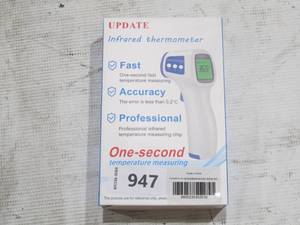 UPDATE
Infrared thermometer
Fast
One-second fast
temperature measuring
Accuracy
The error is less than 0.2°C
Professional
Professional infrared
temperature measuring chip
One-second
temperature measuring
947